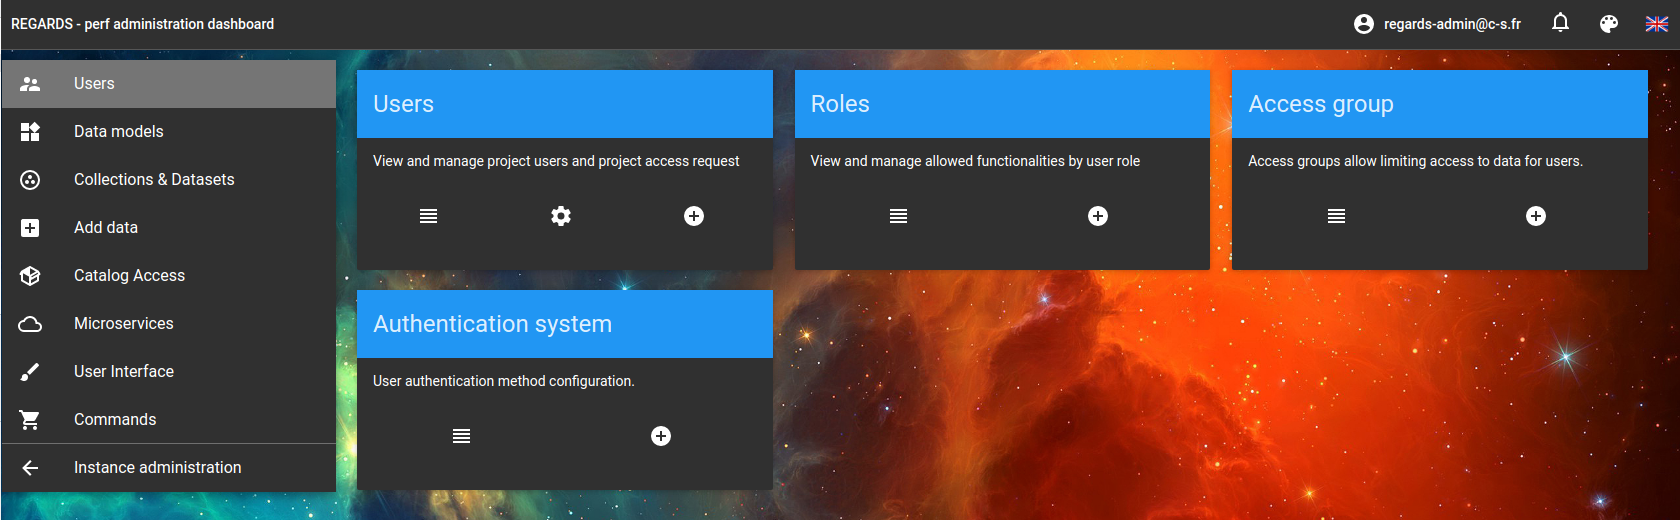 REGARDS - perf administration dashboard
regards-admin@c-s.fr
Users
Data models
Collections & Datasets
Add data
Catalog Access
Microservices
User Interface
Commands
Instance administration
Users
View and manage project users and project access request
Roles
View and manage allowed functionalities by user role
Access group
Access groups allow limiting access to data for users.
Authentication system
User authentication method configuration.